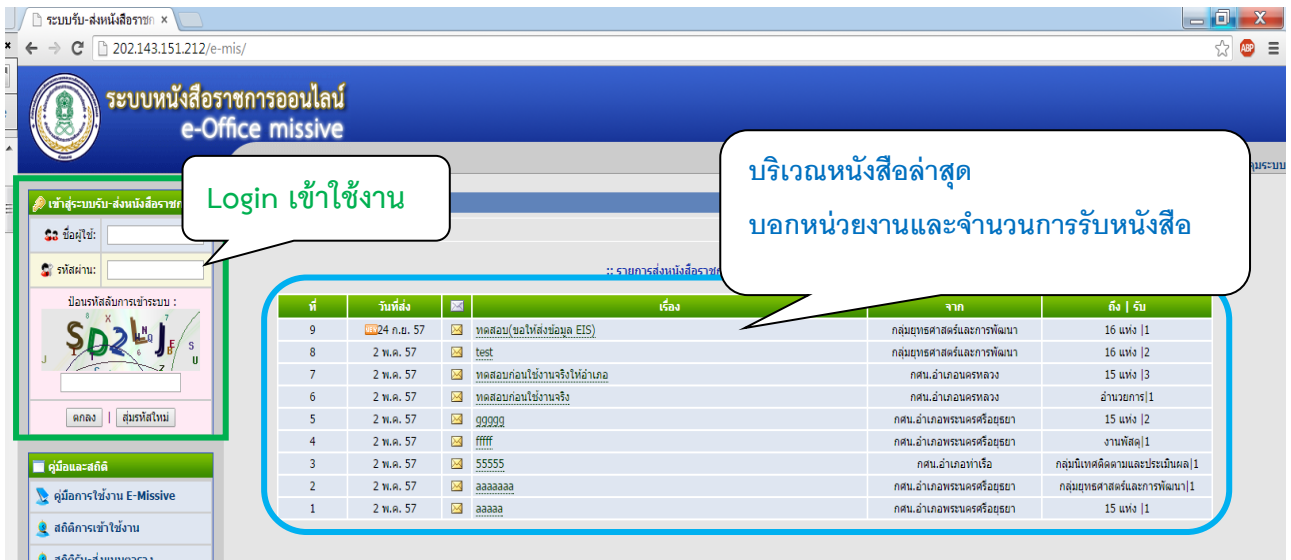 ระบบรับ-ส่งหนังสือราชก ×
202.143.151.212/e-mis/
ABP
ระบบหนังสือราชการออนไลน์
e-Office missive
ุมระบบ
Login เข้าใช้งาน
บริเวณหนังสือล่าสุด
บอกหน่วยงานและจำนวนการรับหนังสือ
เข้าสู่ระบบรับ-ส่งหนังสือราชก
ชื่อผู้ใช้:
รหัสผ่าน:
ป้อนรหัสลับการเข้าระบบ :
ตกลง | สุ่มรหัสใหม่
:: รายการส่งหนังสือราชก
ที่ วันที่ส่ง เรื่อง จาก ถึง | รับ
9 24 ก.ย. 57 ทดสอบ(ขอให้ส่งข้อมูล EIS) กลุ่มยุทธศาสตร์และการพัฒนา 16 แห่ง |1
8 2 พ.ค. 57 test กลุ่มยุทธศาสตร์และการพัฒนา 16 แห่ง |2
7 2 พ.ค. 57 ทดสอบก่อนใช้งานจริงให้อำเภอ กศน.อำเภอนครหลวง 15 แห่ง |3
6 2 พ.ค. 57 ทดสอบก่อนใช้งานจริง กศน.อำเภอนครหลวง อำนวยการ|1
5 2 พ.ค. 57 ggggg กศน.อำเภอพระนครศรีอยุธยา 15 แห่ง |2
4 2 พ.ค. 57 fffff กศน.อำเภอพระนครศรีอยุธยา งานพัสดุ|1
3 2 พ.ค. 57 55555 กศน.อำเภอท่าเรือ กลุ่มนิเทศติดตามและประเมินผล|1
2 2 พ.ค. 57 aaaaaaa กศน.อำเภอพระนครศรีอยุธยา กลุ่มยุทธศาสตร์และการพัฒนา|1
1 2 พ.ค. 57 aaaaa กศน.อำเภอพระนครศรีอยุธยา 15 แห่ง |1
คู่มือและสถิติ
คู่มือการใช้งาน E-Missive
สถิติการเข้าใช้งาน
สถิติรับ-ส่งแบบตาราง